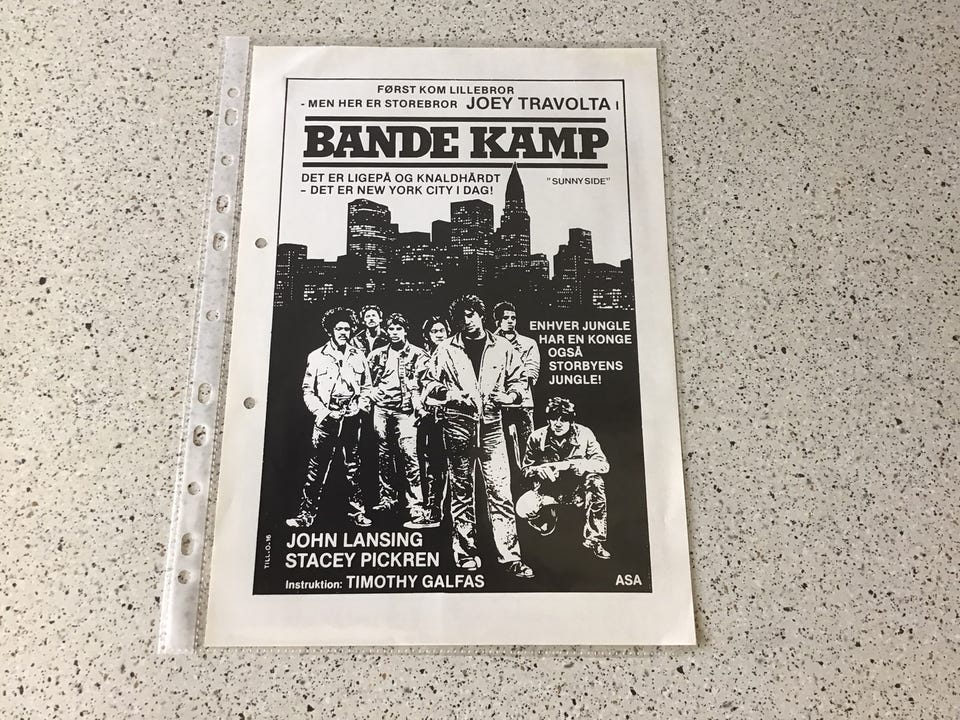 FØRST KOM LILLEBROR
- MEN HER ER STOREBROR JOEY TRAVOLTA I
BANDE KAMP
DET ER LIGEPÅ OG KNALDHÅRDT
– DET ER NEW YORK CITY I DAG!
"SUNNYSIDE"
ENHVER JUNGLE
HAR EN KONGE
OGSÅ
STORBYENS
JUNGLE!
JOHN LANSING
STACEY PICKREN
Instruktion: TIMOTHY GALFAS
ASA
TILL.O.16